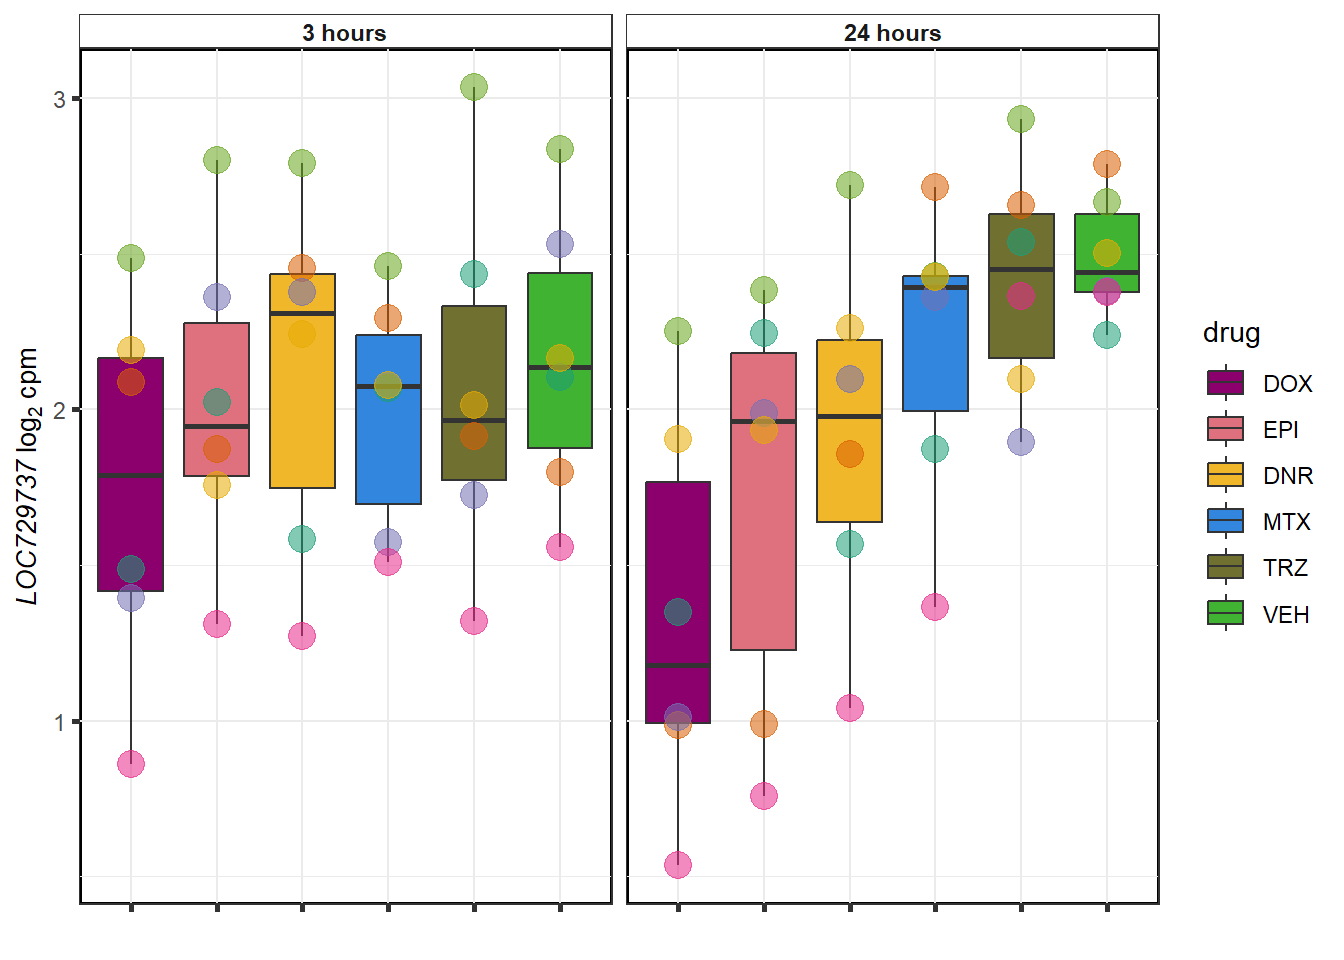 3 hours
24 hours
LOC729737 log₂ cpm
3
2
1
drug
DOX
EPI
DNR
MTX
TRZ
VEH